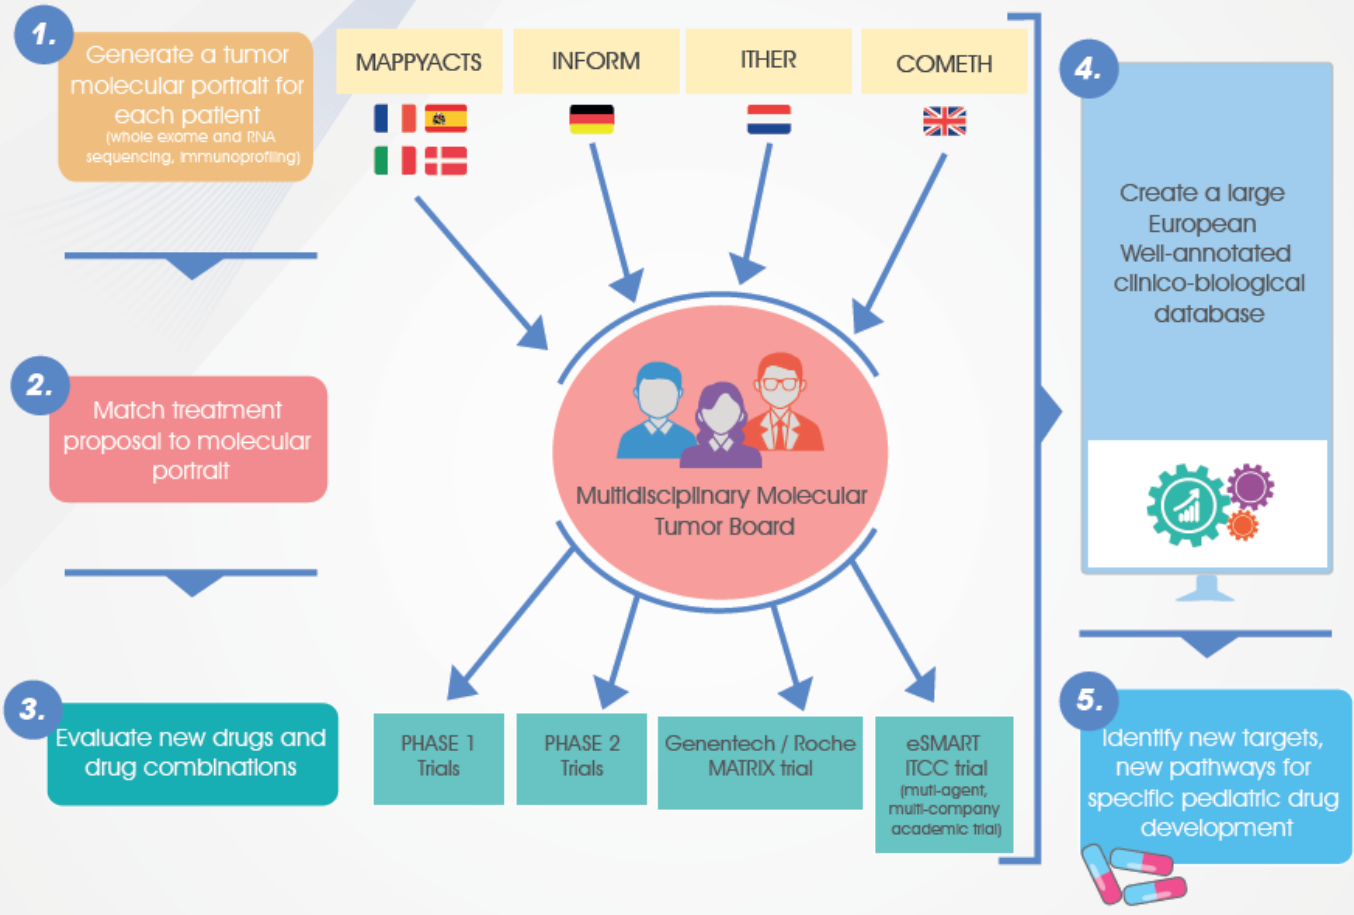 1.
Generate a tumor
molecular portrait for
each patient
(whole exome and RNA
sequencing, immunoprofiling)
MAPPYACTS
INFORM
ITHER
COMETH
2.
Match treatment
proposal to molecular
portrait
Multidisciplinary Molecular
Tumor Board
3.
Evaluate new drugs and
drug combinations
PHASE 1
Trials
PHASE 2
Trials
Genentech / Roche
MATRIX trial
eSMART
ITCC trial
(muti-agent,
multi-company
academic trial)
4.
Create a large
European
Well-annotated
clinico-biological
database
5.
Identify new targets,
new pathways for
specific pediatric drug
development